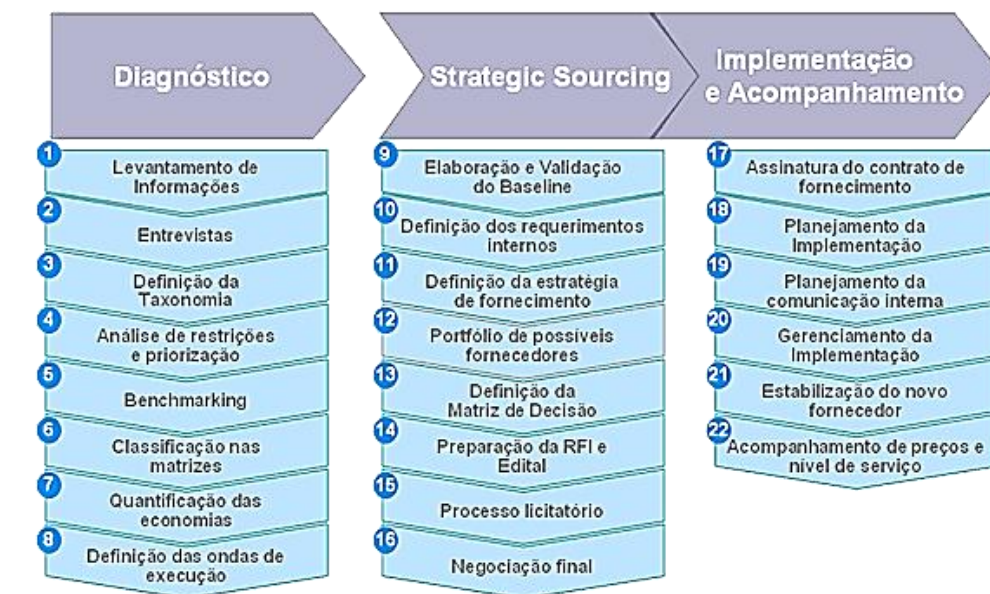 Diagnóstico
1
Levantamento de
Informações
2
Entrevistas
3
Definição da
Taxonomia
4
Análise de restrições
e priorização
5
Benchmarking
6
Classificação nas
matrizes
7
Quantificação das
economias
8
Definição das ondas de
execução
Strategic Sourcing
9
Elaboração e Validação
do Baseline
10
Definição dos requerimentos
internos
11
Definição da estratégia
de fornecimento
12
Portfólio de possíveis
fornecedores
13
Definição da
Matriz de Decisão
14
Preparação da RFI e
Edital
15
Processo licitatório
16
Negociação final
Implementação
e Acompanhamento
17
Assinatura do contrato de
fornecimento
18
Planejamento da
Implementação
19
Planejamento da
comunicação interna
20
Gerenciamento da
Implementação
21
Estabilização do novo
fornecedor
22
Acompanhamento de preços e
nível de serviço